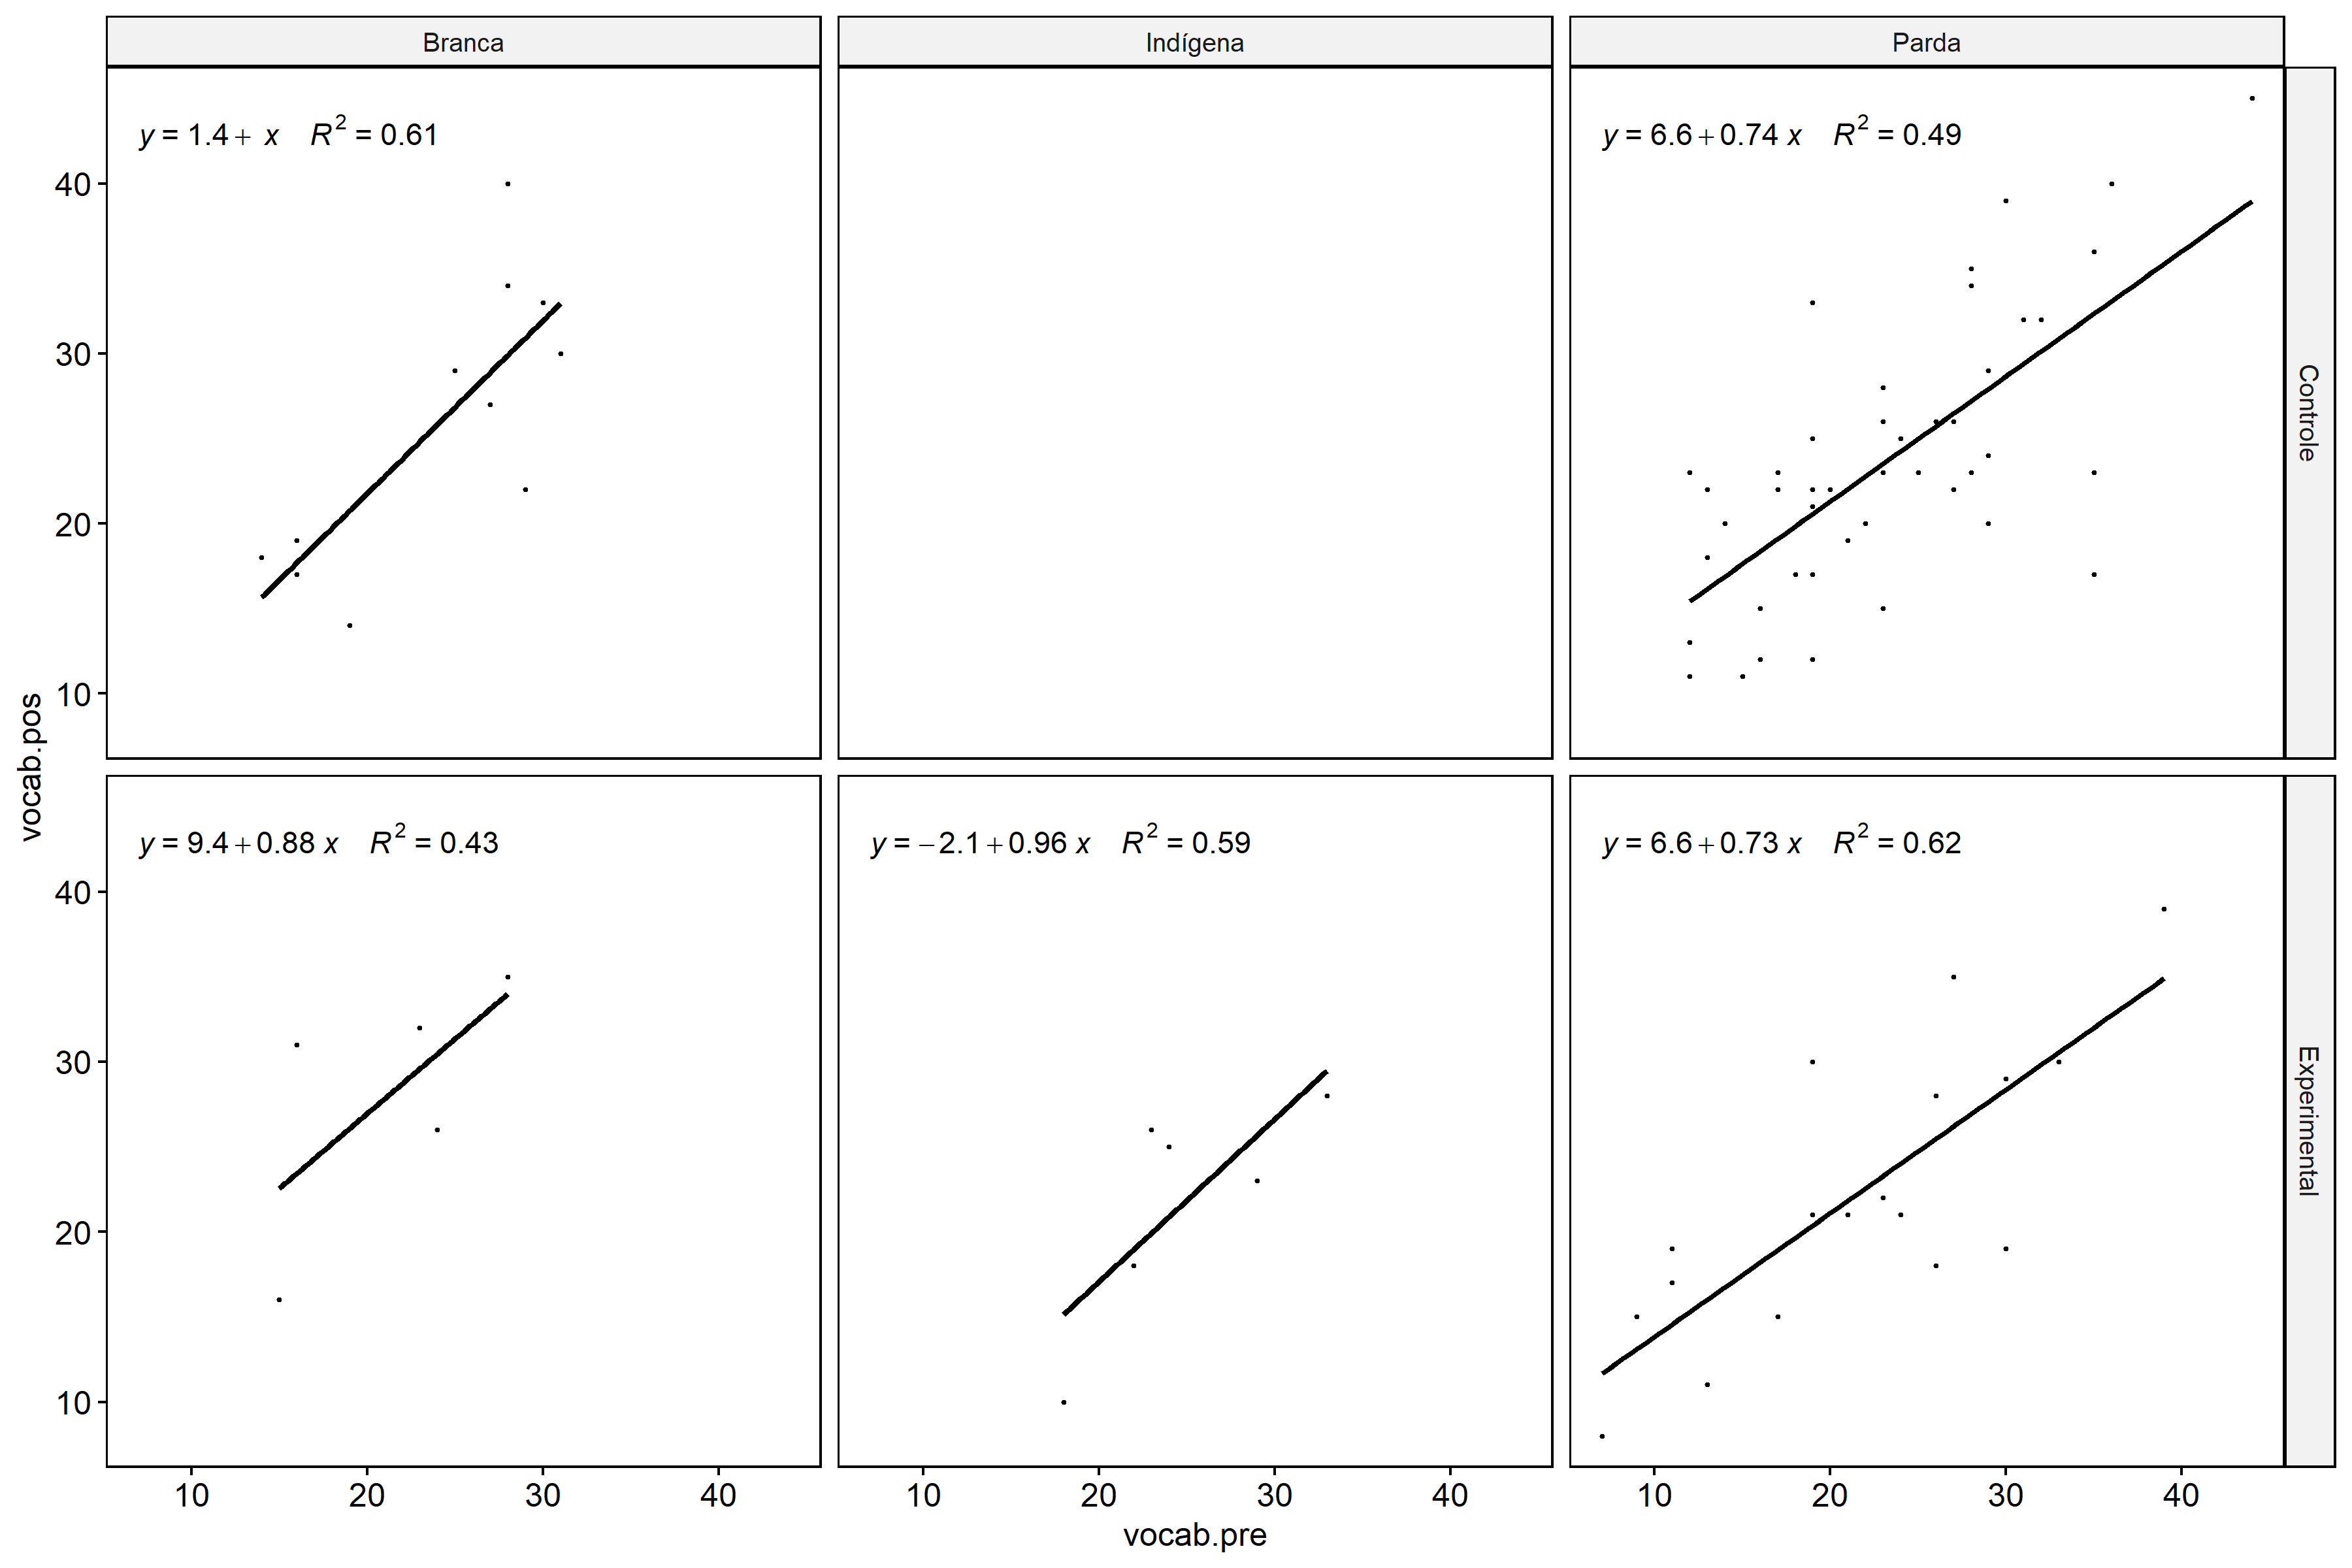 Branca
Indígena
Parda
y = 1.4 + x R² = 0.61
y = 6.6 + 0.74 x R² = 0.49
40
30
20
10
Controle
vocab.pos
y = 9.4 + 0.88 x R² = 0.43
y = −2.1 + 0.96 x R² = 0.59
y = 6.6 + 0.73 x R² = 0.62
40
30
20
10
Experimental
10 20 30 40
10 20 30 40
10 20 30 40
vocab.pre